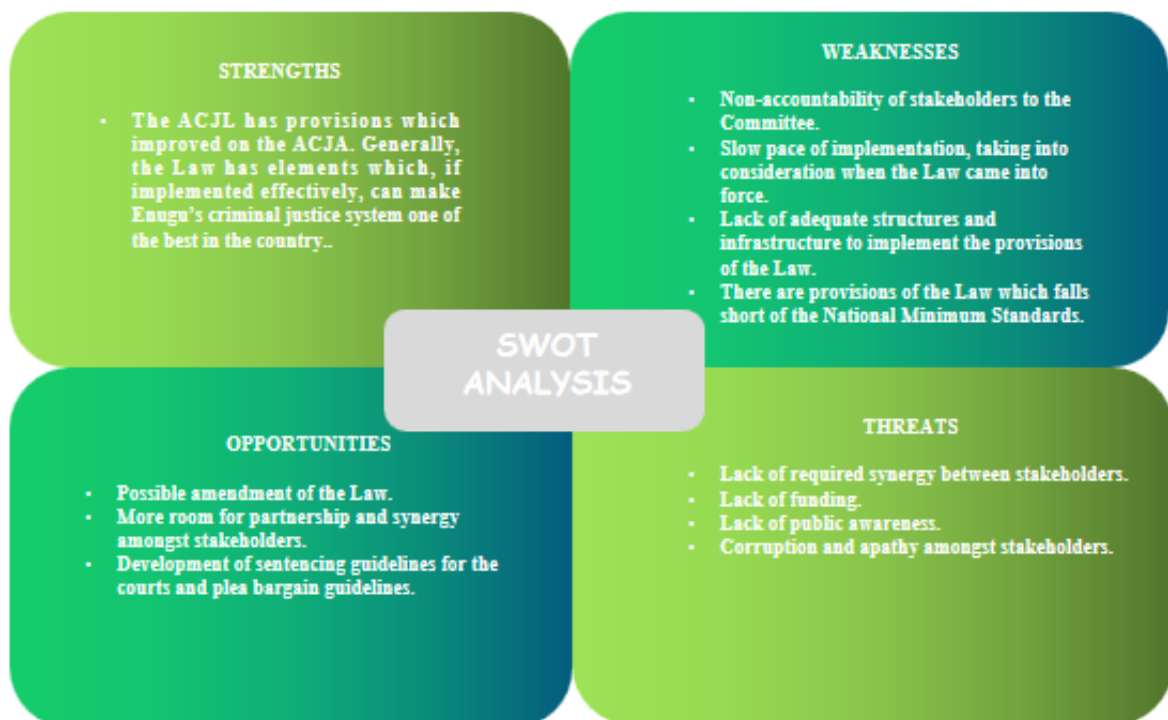 STRENGTHS
• The ACJL has provisions which
improved on the ACJA. Generally,
the Law has elements which, if
implemented effectively, can make
Enugu's criminal justice system one of
the best in the country..
WEAKNESSES
• Non-accountability of stakeholders to the
Committee.
• Slow pace of implementation, taking into
consideration when the Law came into
force.
• Lack of adequate structures and
infrastructure to implement the provisions
of the Law.
• There are provisions of the Law which falls
short of the National Minimum Standards.
SWOT
ANALYSIS
OPPORTUNITIES
• Possible amendment of the Law.
• More room for partnership and synergy
amongst stakeholders.
• Development of sentencing guidelines for the
courts and plea bargain guidelines.
THREATS
• Lack of required synergy between stakeholders.
• Lack of funding.
• Lack of public awareness.
• Corruption and apathy amongst stakeholders.